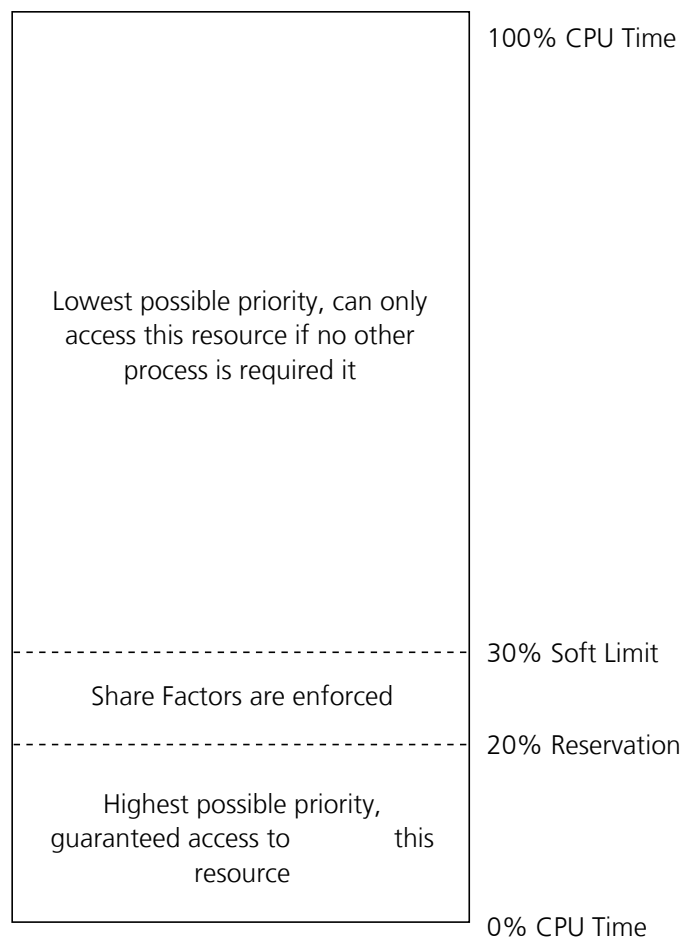 100% CPU Time
Lowest possible priority, can only
access this resource if no other
process is required it
30% Soft Limit
Share Factors are enforced
20% Reservation
Highest possible priority,
guaranteed access to this
resource
0% CPU Time